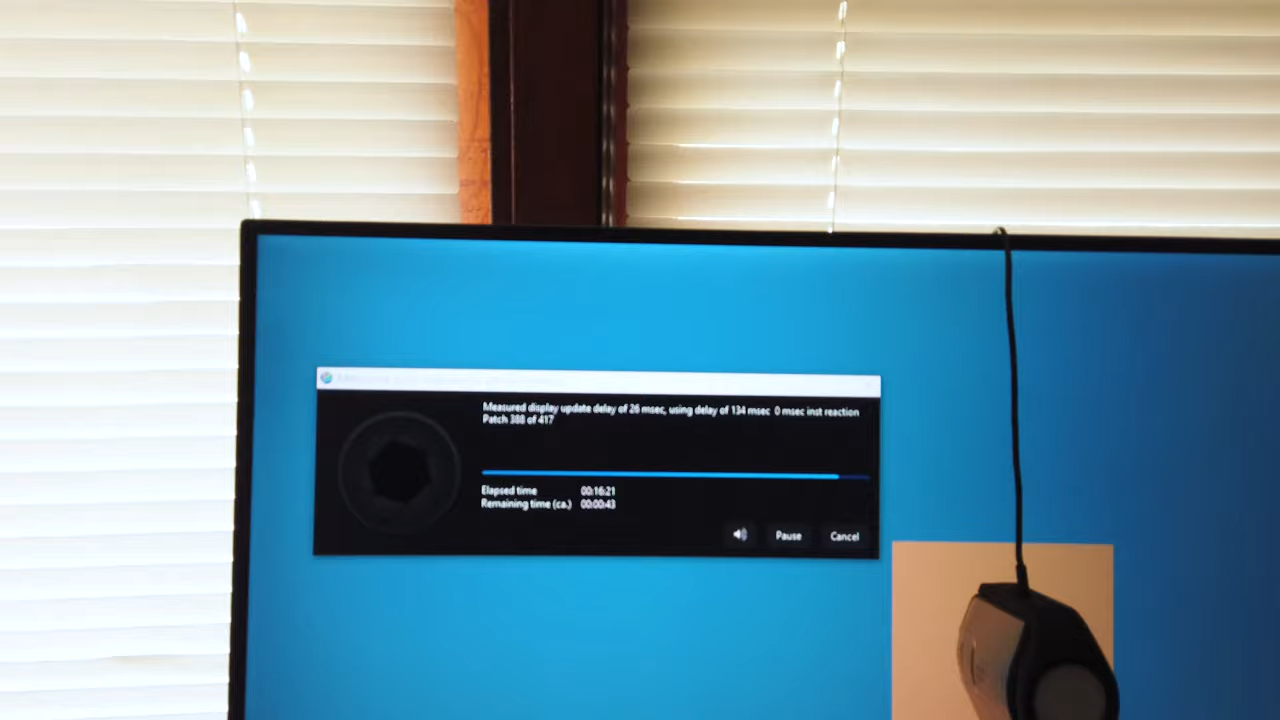 Measured display update delay of 26 msec, using delay of 134 msec 0 msec inst reaction
Patch 388 of 417
Elapsed time 00:16:21
Remaining time (ca.) 00:00:43
Pause Cancel